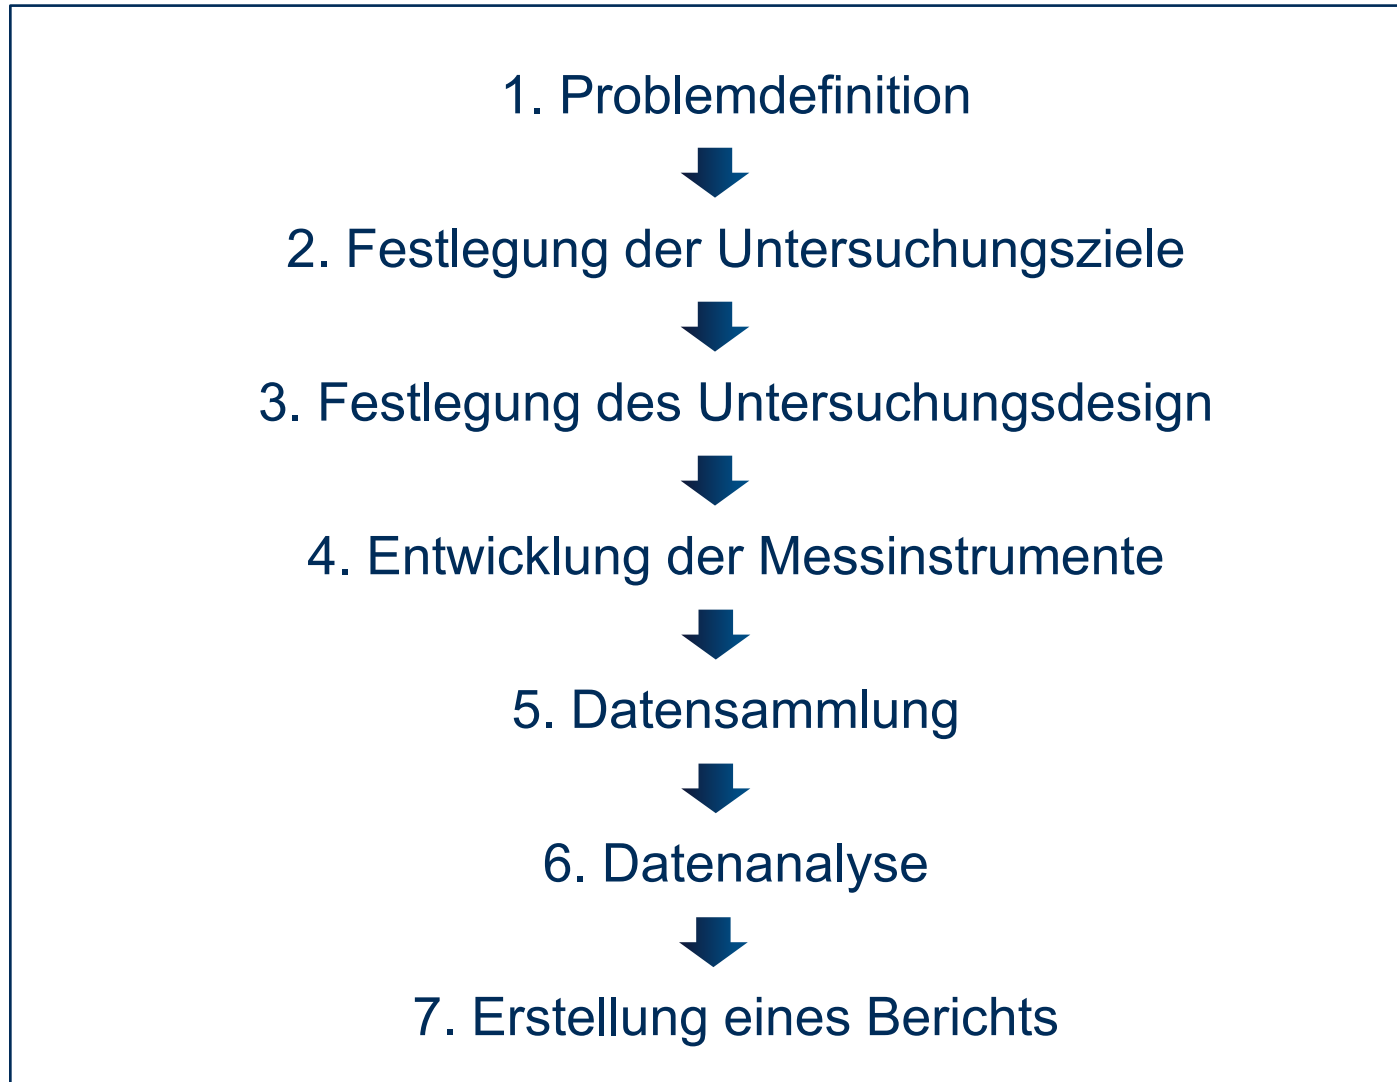 1. Problemdefinition
2. Festlegung der Untersuchungsziele
3. Festlegung des Untersuchungsdesign
4. Entwicklung der Messinstrumente
5. Datensammlung
6. Datenanalyse
7. Erstellung eines Berichts